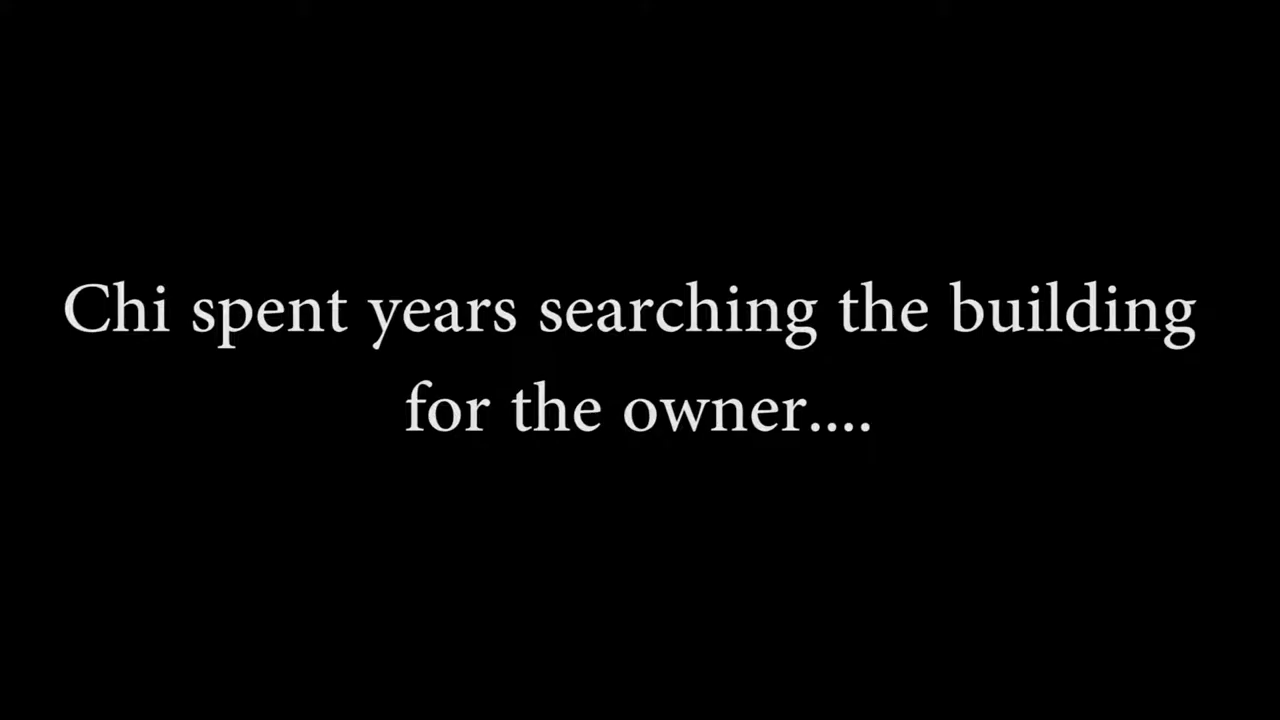 Chi spent years searching the building
for the owner....